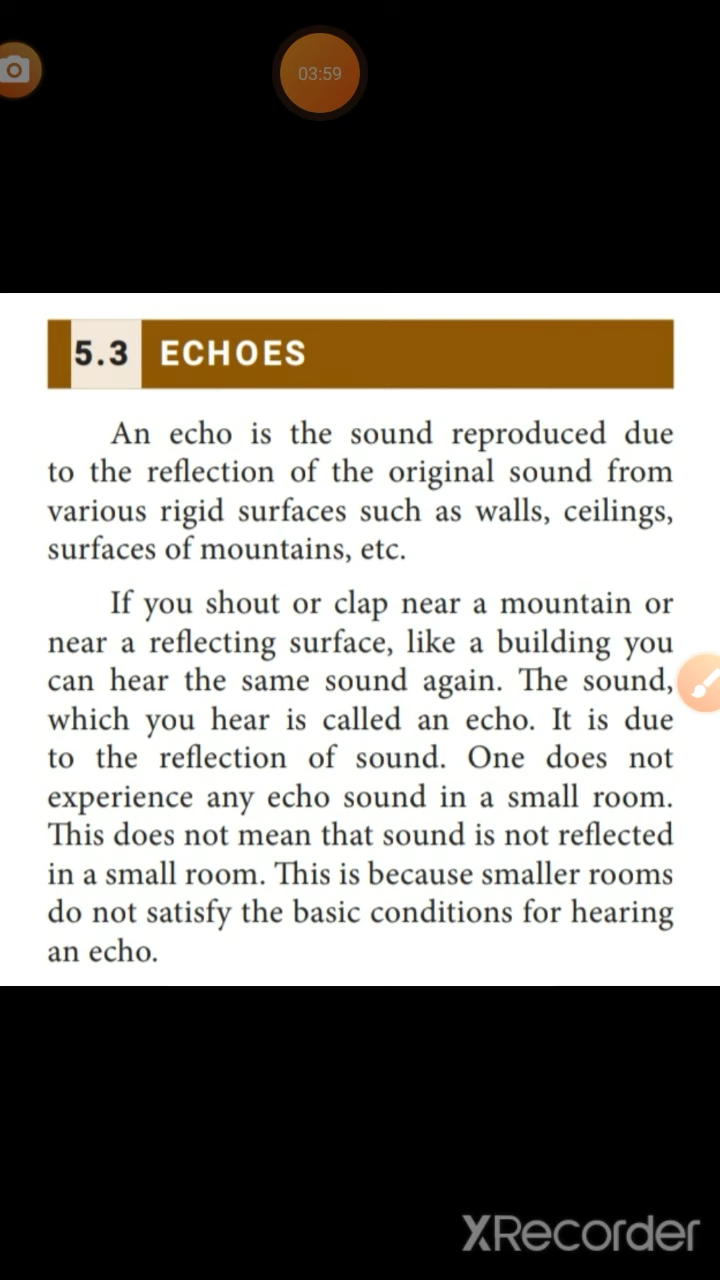 03:59
5.3 ECHOES
An echo is the sound reproduced due
to the reflection of the original sound from
various rigid surfaces such as walls, ceilings,
surfaces of mountains, etc.
If you shout or clap near a mountain or
near a reflecting surface, like a building you
can hear the same sound again. The sound,
which you hear is called an echo. It is due
to the reflection of sound. One does not
experience any echo sound in a small room.
This does not mean that sound is not reflected
in a small room. This is because smaller rooms
do not satisfy the basic conditions for hearing
an echo.
XRecorder